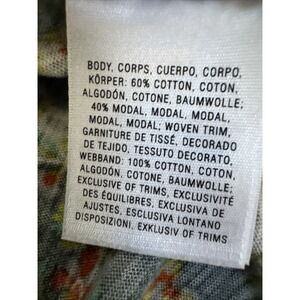 BODY, CORPS, CUERPO, CORPO,
KÖRPER: 60% COTTON, COTON,
ALGODÓN, COTONE, BAUMWOLLE;
40% MODAL, MODAL, MODAL,
MODAL, MODAL; WOVEN TRIM,
GARNITURE DE TISSÉ, DECORADO
DE TEJIDO, TESSUTO DECORATO,
WEBBAND: 100% COTTON, COTON,
ALGODÓN, COTONE, BAUMWOLLE;
EXCLUSIVE OF TRIMS, EXCLUSIVITÉ
DES ÉQUILIBRES, EXCLUSIVA DE
AJUSTES, ESCLUSIVA LONTANO
DISPOSIZIONI, EXKLUSIV OF TRIMS